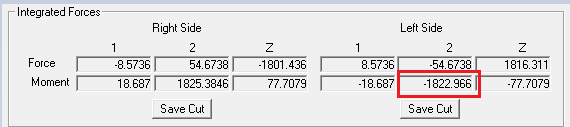 Integrated Forces
Right Side Left Side
1 2 Z 1 2 Z
Force -8.5736 54.6738 -1801.436 8.5736 -54.6738 1816.311
Moment 18.687 1825.3846 77.7079 -18.687 -1822.966 -77.7079
Save Cut Save Cut